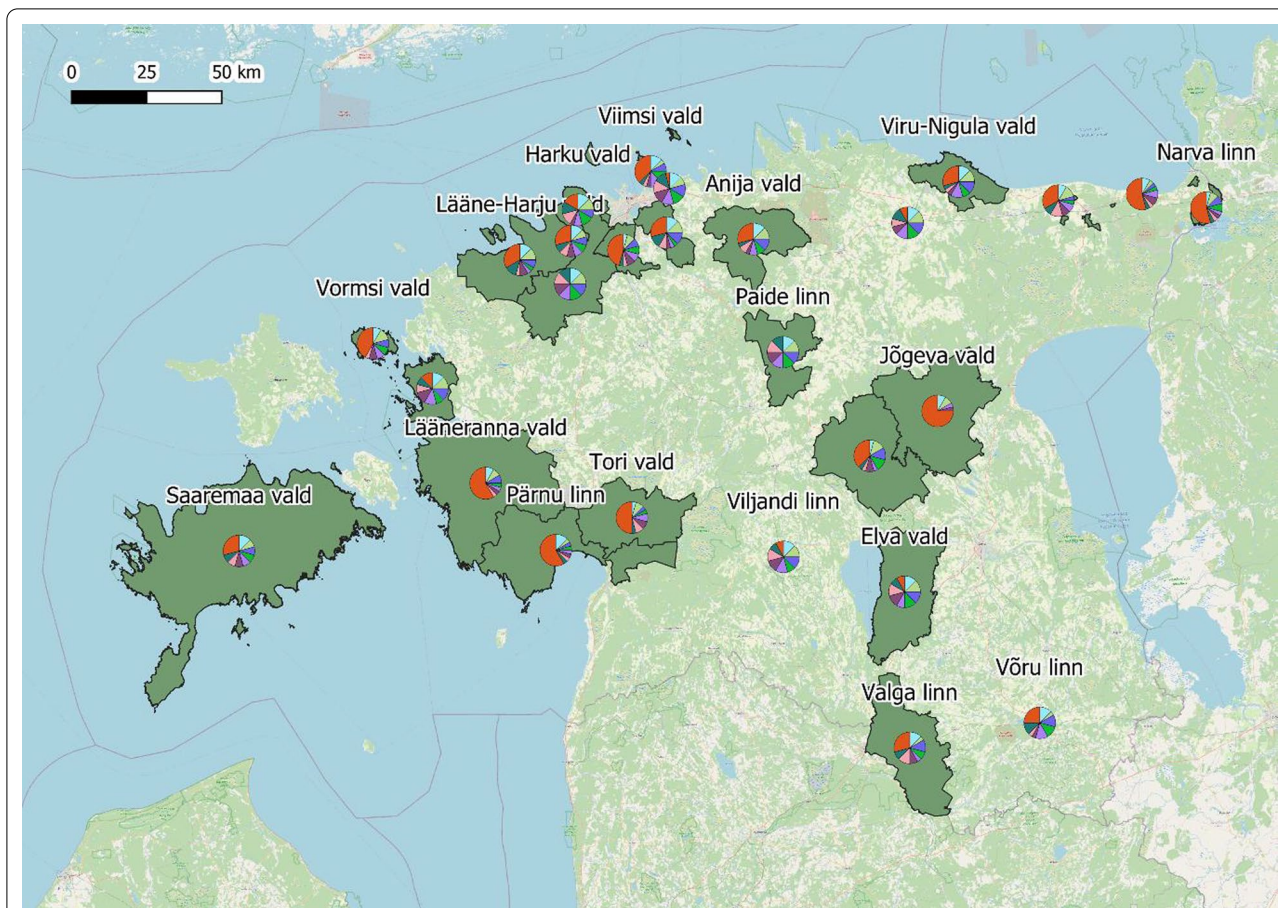 0 25 50 km
Viimsi vald
Harku vald
Viru-Nigula vald
Narva linn
Anija vald
Lääne-Harju
Vormsi vald
Paide linn
Jõgeva vald
Lääneranna vald
Tori vald
Pärnu linn
Saaremaa vald
Viljandi linn
Elva vald
Võru linn
Valga linn